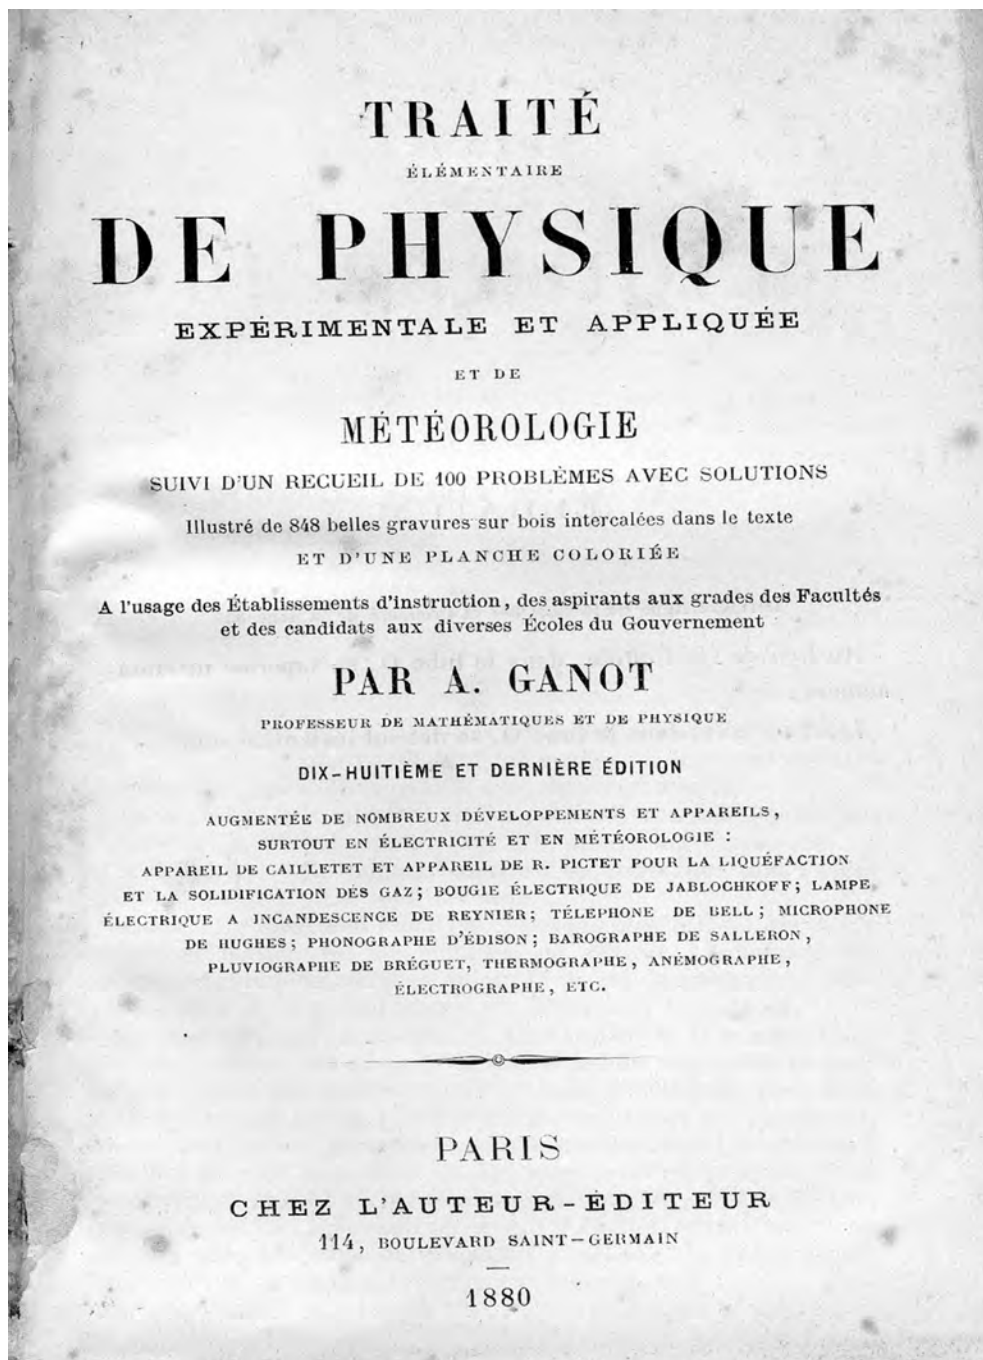 TRAITÉ
ÉLÉMENTAIRE
DE PHYSIQUE
EXPÉRIMENTALE ET APPLIQUÉE
ET DE
MÉTÉOROLOGIE
SUIVI D'UN RECUEIL DE 100 PROBLÈMES AVEC SOLUTIONS
Illustré de 848 belles gravures sur bois intercalées dans le texte
ET D'UNE PLANCHE COLORIÉE
A l'usage des Établissements d'instruction, des aspirants aux grades des Facultés
et des candidats aux diverses Écoles du Gouvernement
PAR A. GANOT
PROFESSEUR DE MATHÉMATIQUES ET DE PHYSIQUE
DIX-HUITIÈME ET DERNIÈRE ÉDITION
AUGMENTÉE DE NOMBREUX DÉVELOPPEMENTS ET APPAREILS,
SURTOUT EN ÉLECTRICITÉ ET EN MÉTÉOROLOGIE :
APPAREIL DE CAILLETET ET APPAREIL DE R. PICTET POUR LA LIQUÉFACTION
ET LA SOLIDIFICATION DES GAZ; BOUGIE ÉLECTRIQUE DE JABLOCHKOFF; LAMPE
ÉLECTRIQUE A INCANDESCENCE DE REYNIER; TÉLEPHONE DE BELL; MICROPHONE
DE HUGHES; PHONOGRAPHE D'ÉDISON; BAROGRAPHE DE SALLERON,
PLUVIOGRAPHE DE BRÉGUET, THERMOGRAPHE, ANÉMOGRAPHE,
ÉLECTROGRAPHE, ETC.
PARIS
CHEZ L'AUTEUR-ÉDITEUR
114, BOULEVARD SAINT-GERMAIN
1880